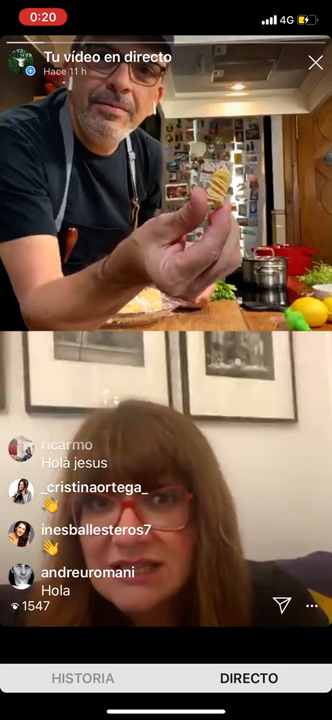 0:20
4G
Tu vídeo en directo
Hace 11 h
ricarmo
Holà jesus
_cristinaortega_
👋
inesballesteros7
👋
andreuromani
Hola
1547
HISTORIA
DIRECTO